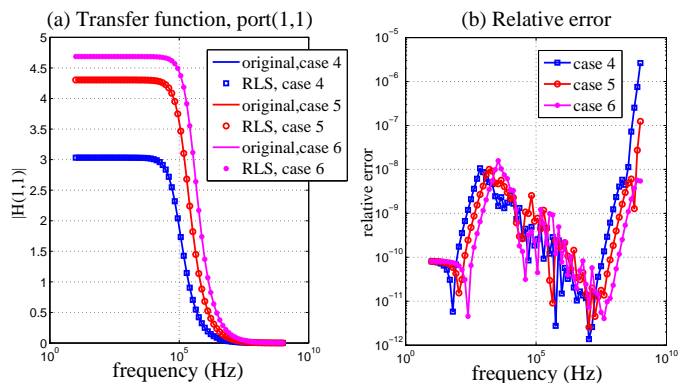 (a) Transfer function, port(1,1)
5
4.5
4
3.5
3
2.5
2
1.5
1
0.5
0
|H(1,1)|
10^0
10^5
10^10
frequency (Hz)
original,case 4
RLS, case 4
original,case 5
RLS, case 5
original,case 6
RLS, case 6
(b) Relative error
10^-5
10^-6
10^-7
10^-8
10^-9
10^-10
10^-11
10^-12
relative error
10^0
10^5
10^10
frequency (Hz)
case 4
case 5
case 6